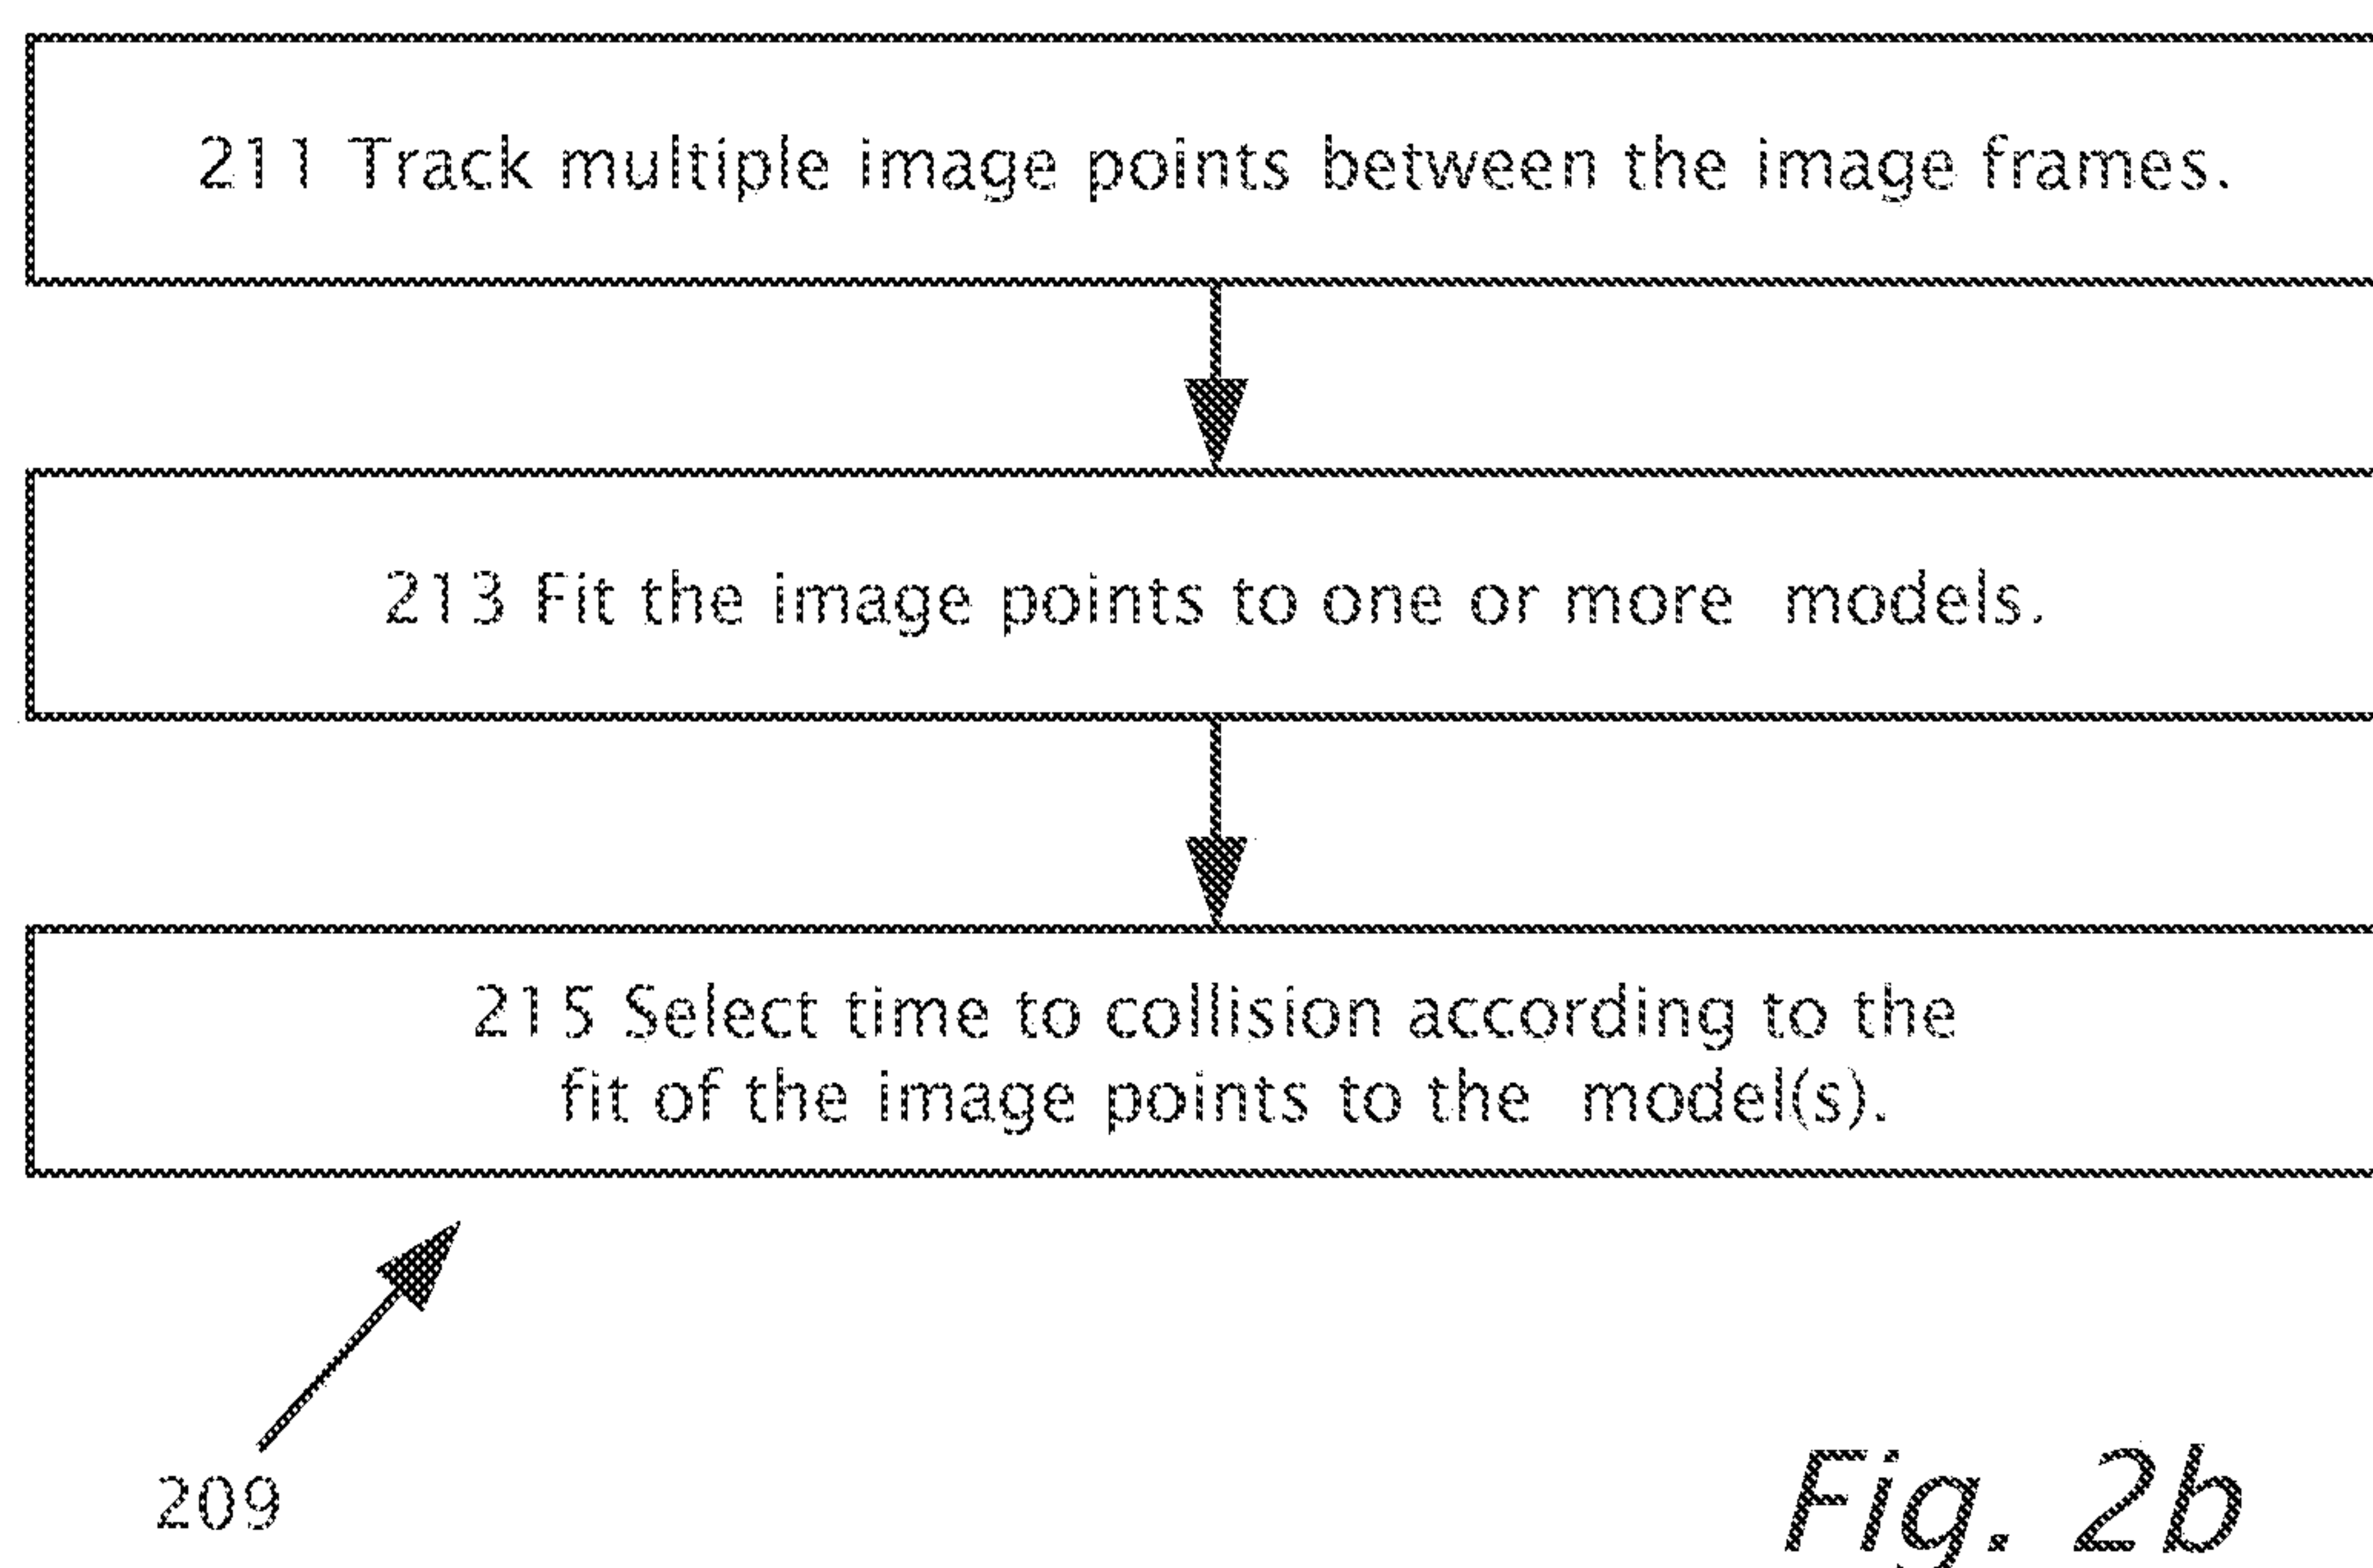 211 Track multiple image points between the image frames.
213 Fit the image points to one or more models.
215 Select time to collision according to the
fit of the image points to the model(s).
209
Fig. 2b